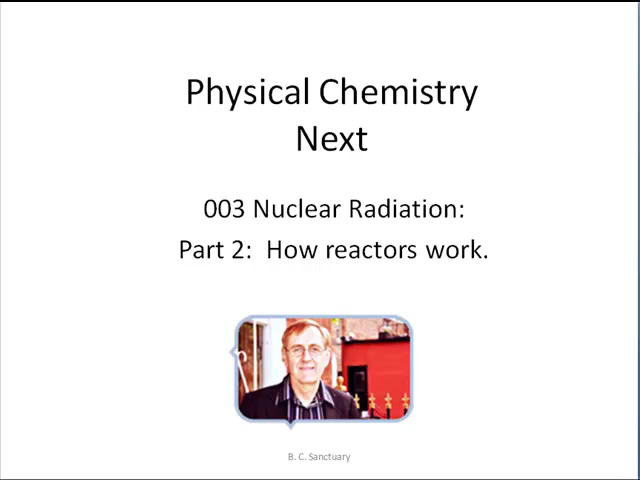 Physical Chemistry
Next
003 Nuclear Radiation:
Part 2: How reactors work.
B. C. Sanctuary